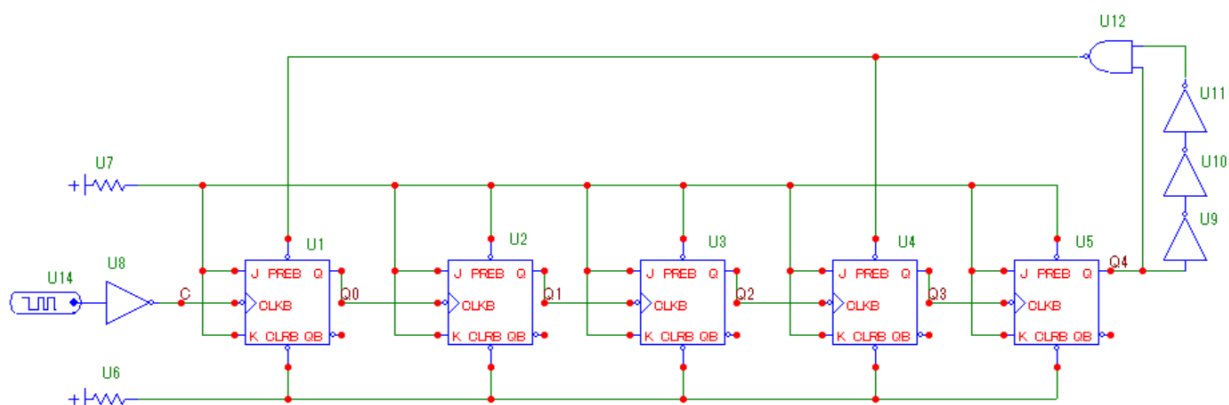 U12
U11
U7
U10
U9
U1 U2 U3 U4 U5
U14 U8
J PREB Q J PREB Q J PREB Q J PREB Q J PREB Q Q4
C CLKB Q0 CLKB Q1 CLKB Q2 CLKB Q3 CLKB
K CLRB QB K CLRB QB K CLRB QB K CLRB QB K CLRB QB
U6
+
+